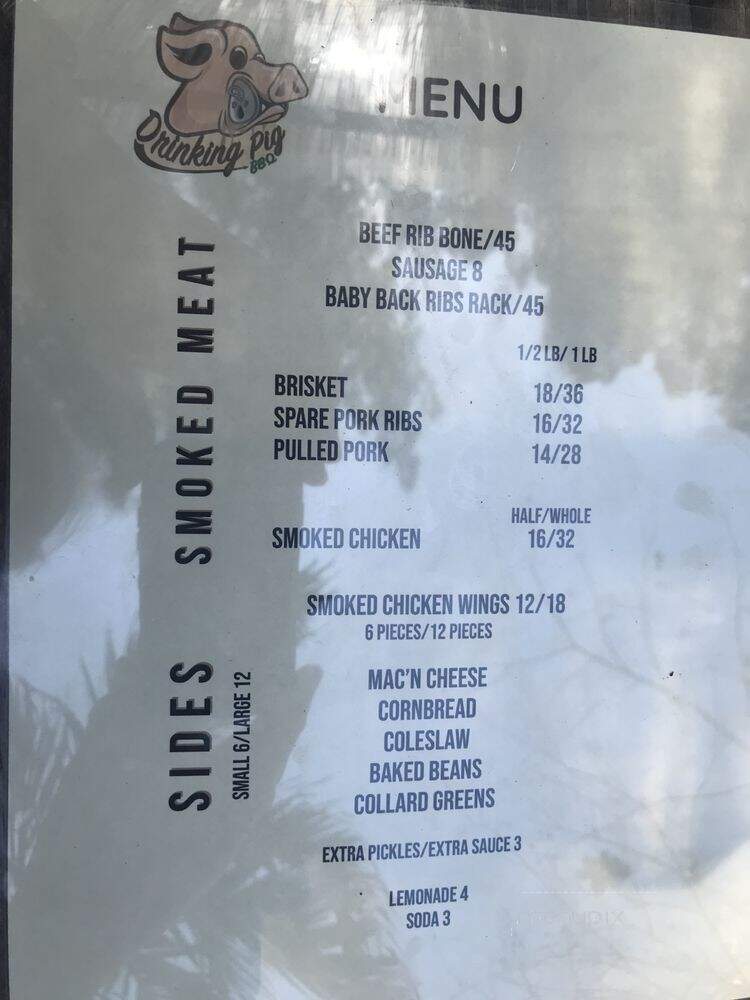 Drinking Pig
BBQ
MENU
SMOKED MEAT
BEEF RIB BONE/45
SAUSAGE 8
BABY BACK RIBS RACK/45
1/2 LB/ 1 LB
BRISKET 18/36
SPARE PORK RIBS 16/32
PULLED PORK 14/28
HALF/WHOLE
SMOKED CHICKEN 16/32
SMOKED CHICKEN WINGS 12/18
6 PIECES/12 PIECES
SIDES
SMALL 6/LARGE 12
MAC'N CHEESE
CORNBREAD
COLESLAW
BAKED BEANS
COLLARD GREENS
EXTRA PICKLES/EXTRA SAUCE 3
LEMONADE 4
SODA 3